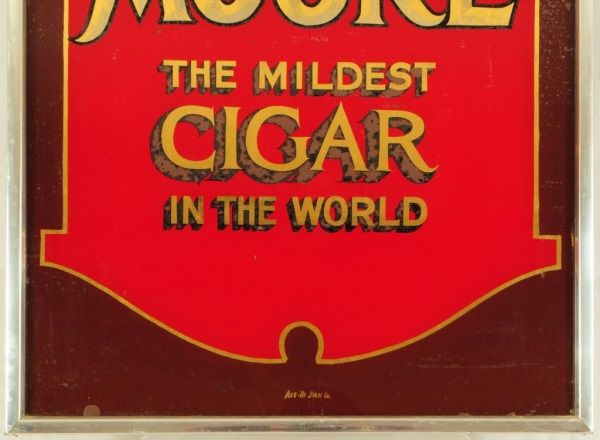 MOORE
THE MILDEST
CIGAR
IN THE WORLD